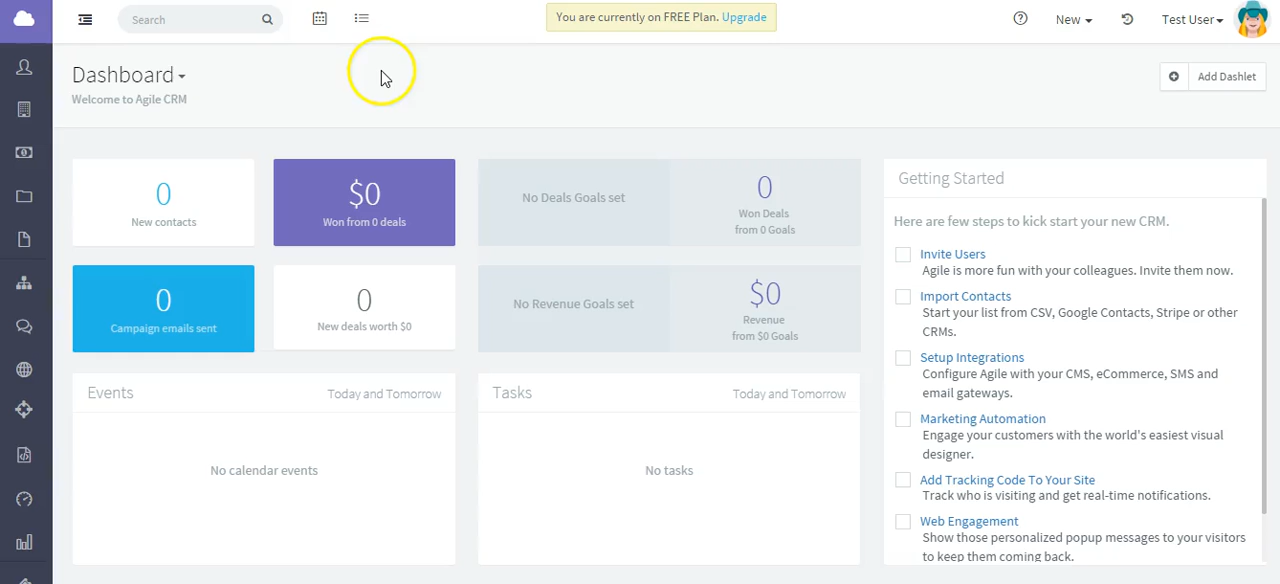 Search
You are currently on FREE Plan. Upgrade
New
Test User
Dashboard
Welcome to Agile CRM
Add Dashlet
0
New contacts
$0
Won from 0 deals
No Deals Goals set
0
Won Deals
from 0 Goals
0
Campaign emails sent
0
New deals worth $0
No Revenue Goals set
$0
Revenue
from $0 Goals
Events
Today and Tomorrow
No calendar events
Tasks
Today and Tomorrow
No tasks
Getting Started
Here are few steps to kick start your new CRM.
Invite Users
Agile is more fun with your colleagues. Invite them now.
Import Contacts
Start your list from CSV, Google Contacts, Stripe or other
CRMs.
Setup Integrations
Configure Agile with your CMS, eCommerce, SMS and
email gateways.
Marketing Automation
Engage your customers with the world's easiest visual
designer.
Add Tracking Code To Your Site
Track who is visiting and get real-time notifications.
Web Engagement
Show those personalized popup messages to your visitors
to keep them coming back.